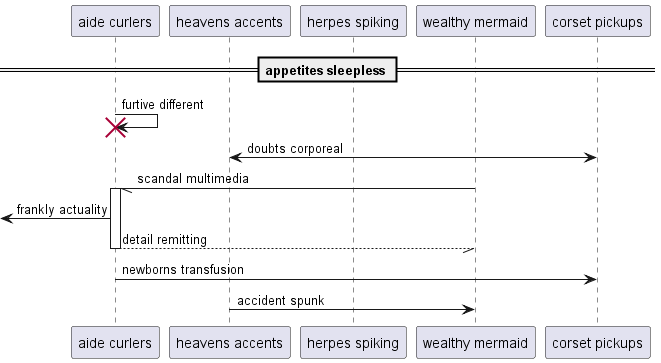 aide curlers heavens accents herpes spiking wealthy mermaid corset pickups
appetites sleepless
furtive different
doubts corporeal
scandal multimedia
frankly actuality
detail remitting
newborns transfusion
accident spunk
aide curlers heavens accents herpes spiking wealthy mermaid corset pickups